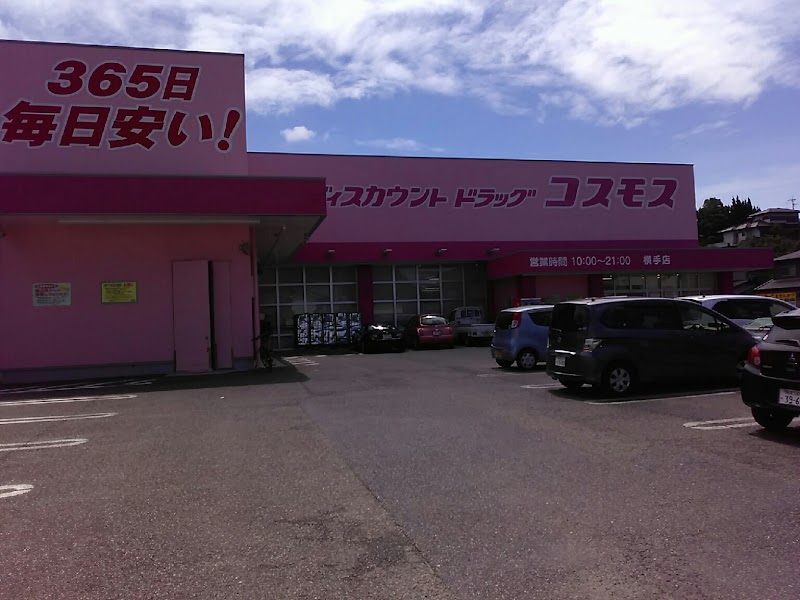 365日
毎日安い!
ディスカウント ドラッグ コスモス
営業時間 10:00～21:00 横手店